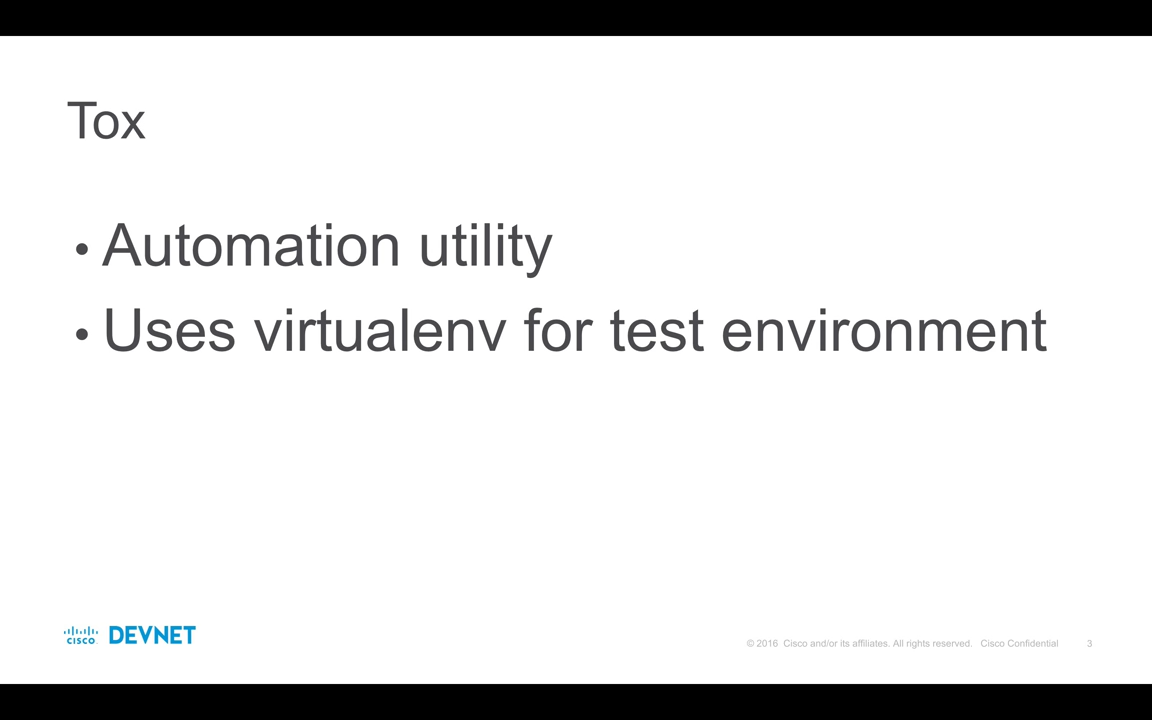 Tox
• Automation utility
• Uses virtualenv for test environment
CISCO DEVNET
© 2016 Cisco and/or its affiliates. All rights reserved. Cisco Confidential 3